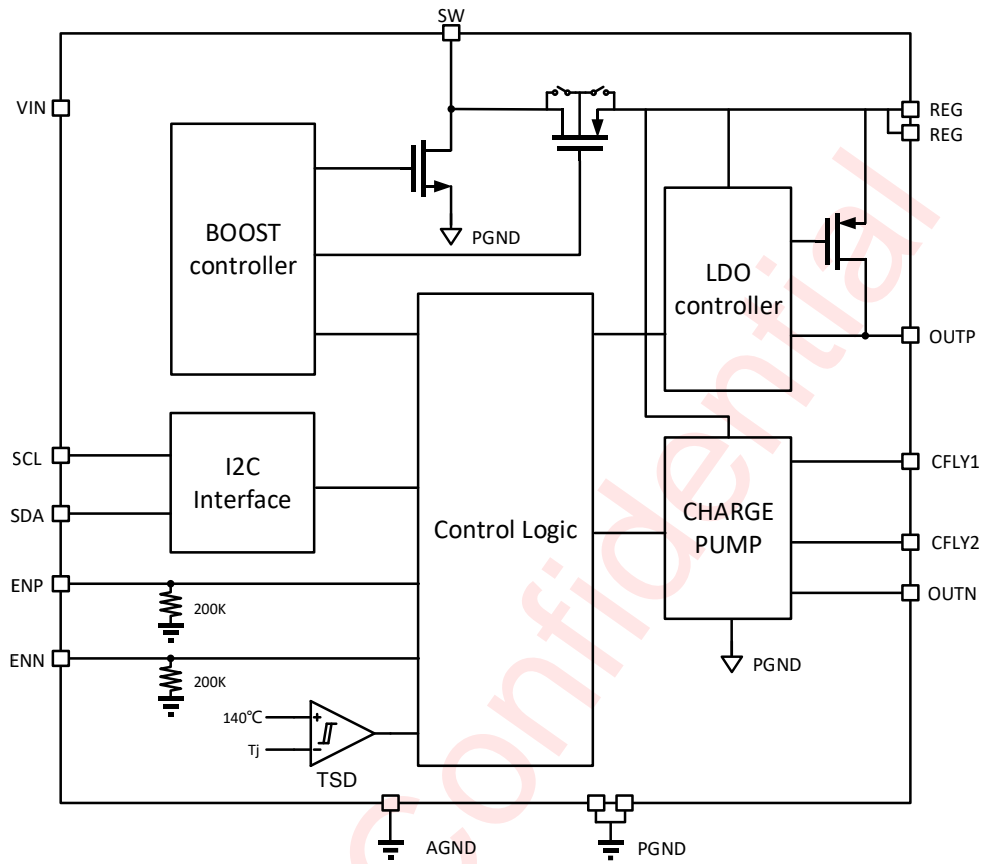 SW
VIN
REG
REG
BOOST
controller
PGND
LDO
controller
OUTP
SCL
I2C
Interface
SDA
Control Logic
CHARGE
PUMP
CFLY1
CFLY2
OUTN
ENP
200K
ENN
200K
PGND
140℃
+
Tj
−
TSD
AGND
PGND
Confidential